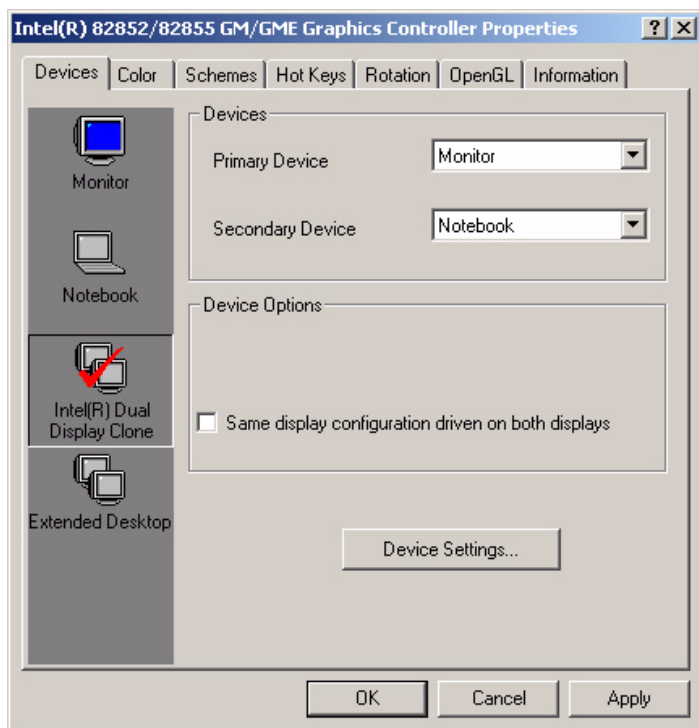 Intel(R) 82852/82855 GM/GME Graphics Controller Properties
Devices Color Schemes Hot Keys Rotation OpenGL Information
Monitor
Notebook
Intel(R) Dual
Display Clone
Extended Desktop
Devices
Primary Device Monitor
Secondary Device Notebook
Device Options
Same display configuration driven on both displays
Device Settings...
OK Cancel Apply